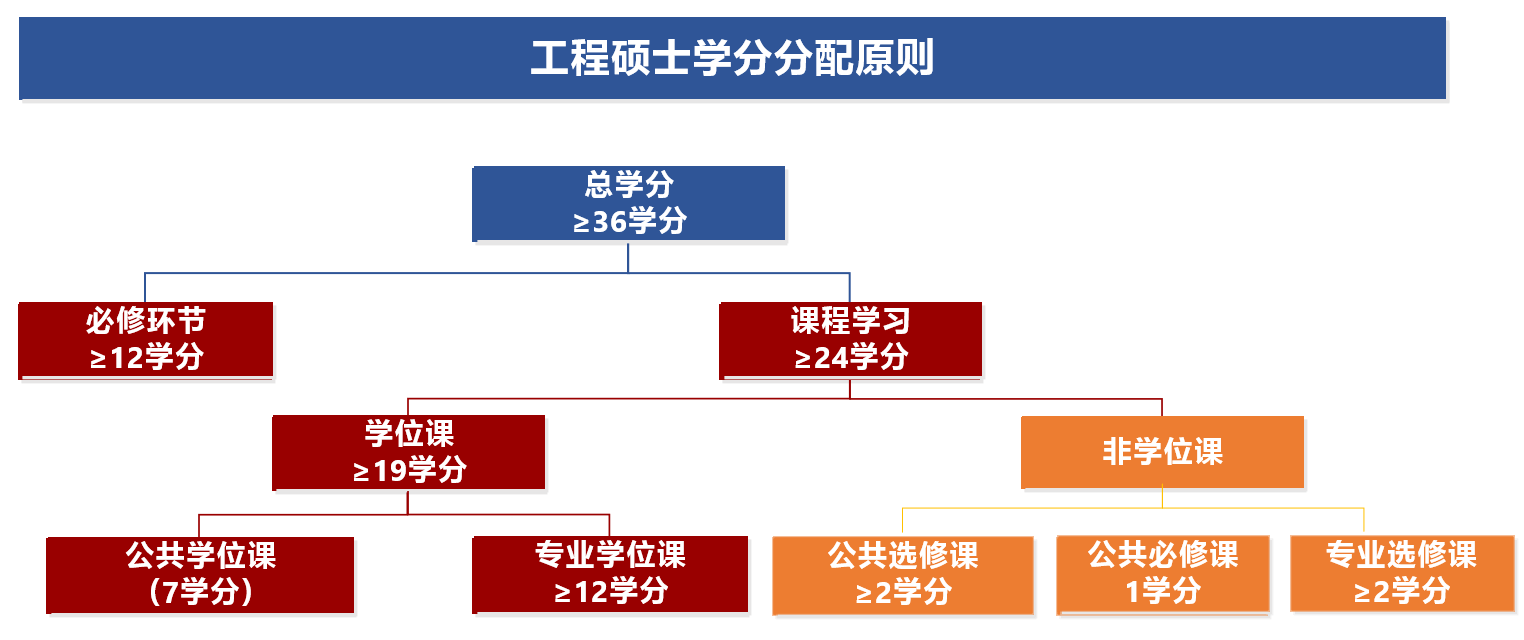 工程硕士学分分配原则
总学分
≥36学分
必修环节
≥12学分
课程学习
≥24学分
学位课
≥19学分
非学位课
公共学位课
（7学分）
专业学位课
≥12学分
公共选修课
≥2学分
公共必修课
1学分
专业选修课
≥2学分